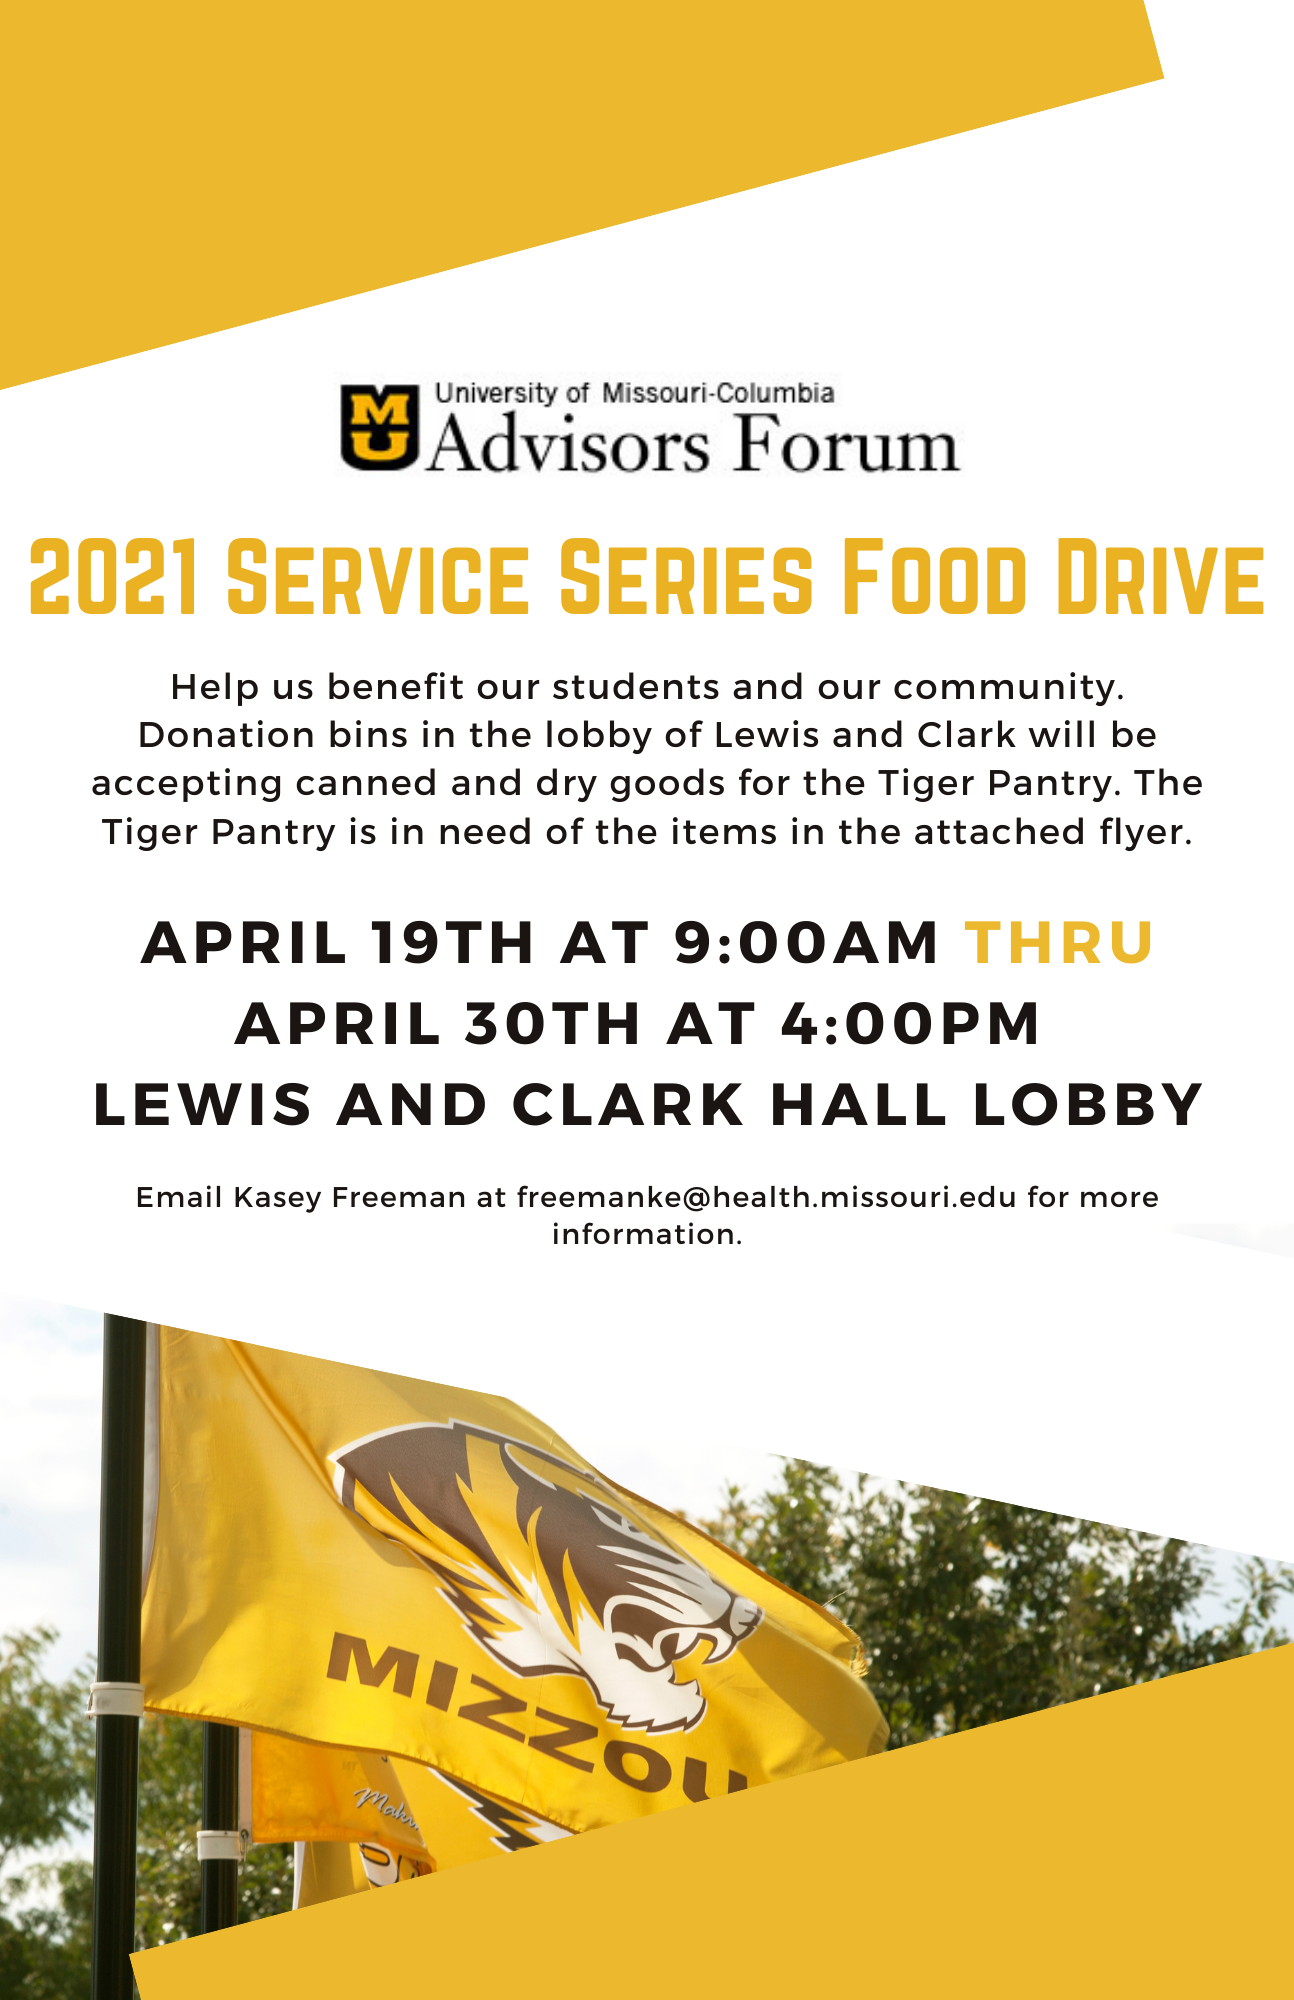 MU
University of Missouri-Columbia
Advisors Forum
2021 Service Series Food Drive
Help us benefit our students and our community.
Donation bins in the lobby of Lewis and Clark will be
accepting canned and dry goods for the Tiger Pantry. The
Tiger Pantry is in need of the items in the attached flyer.
APRIL 19TH AT 9:00AM THRU
APRIL 30TH AT 4:00PM
LEWIS AND CLARK HALL LOBBY
Email Kasey Freeman at freemanke@health.missouri.edu for more
information.
MIZZOU